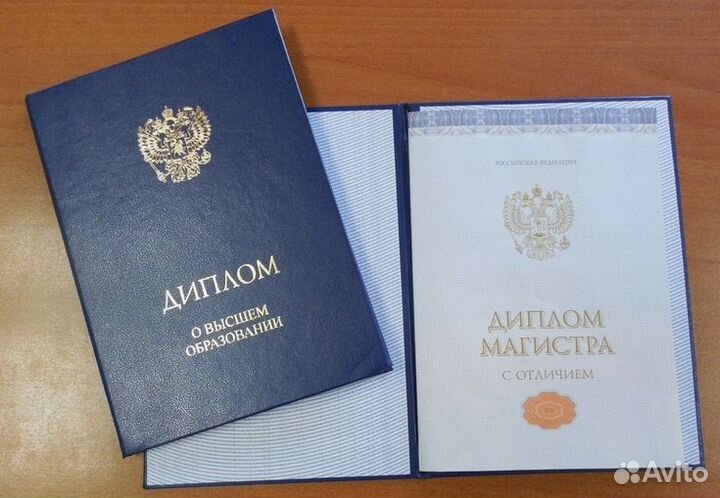 ДИПЛОМ
О ВЫСШЕМ
ОБРАЗОВАНИИ
РОССИЙСКАЯ ФЕДЕРАЦИЯ
ДИПЛОМ
МАГИСТРА
С ОТЛИЧИЕМ
Avito